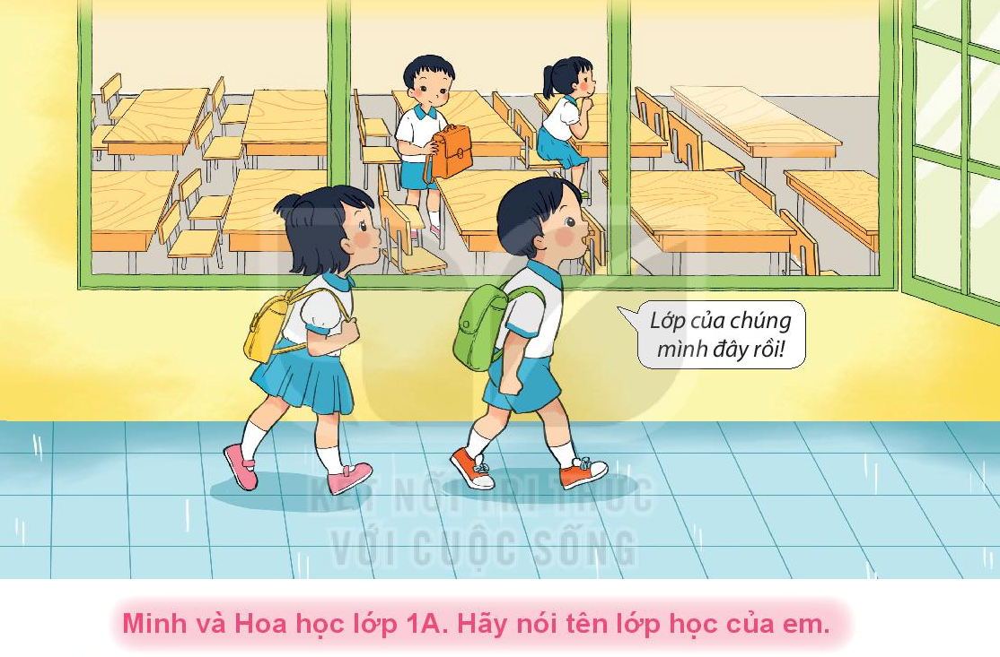 Lớp của chúng
mình đây rồi!
KẾT NỐI TRI THỨC
VỚI CUỘC SỐNG
Minh và Hoa học lớp 1A. Hãy nói tên lớp học của em.